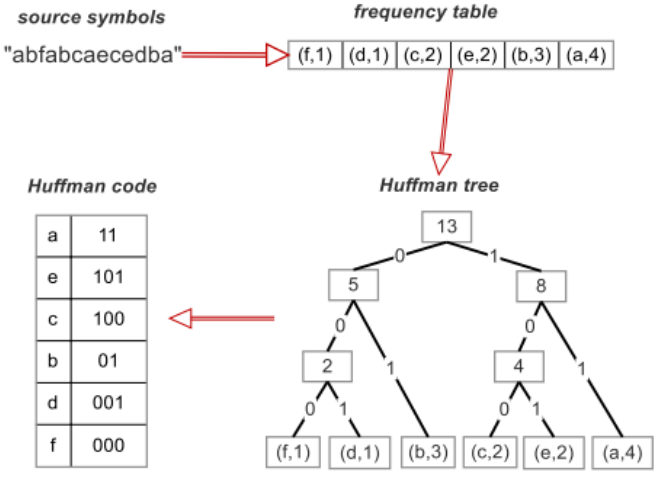 source symbols
frequency table
"abfabcaecedba"
(f,1) (d,1) (c,2) (e,2) (b,3) (a,4)
Huffman code
Huffman tree
a 11
e 101
c 100
b 01
d 001
f 000
13
0 1
5 8
0 0
2 1 4 1
0 1 0 1
(f,1) (d,1) (b,3) (c,2) (e,2) (a,4)